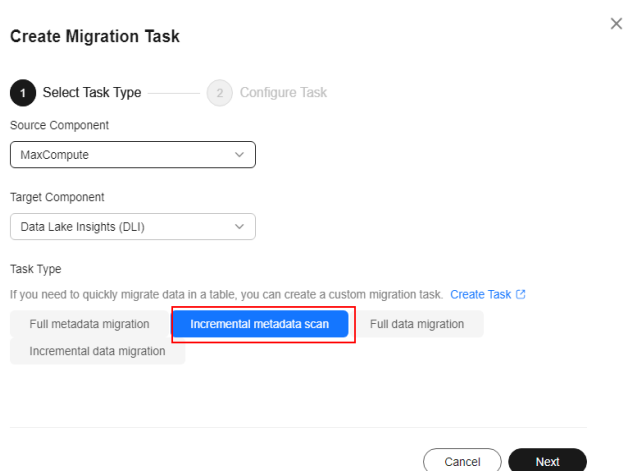 Create Migration Task
1 Select Task Type 2 Configure Task
Source Component
MaxCompute
Target Component
Data Lake Insights (DLI)
Task Type
If you need to quickly migrate data in a table, you can create a custom migration task. Create Task
Full metadata migration Incremental metadata scan Full data migration
Incremental data migration
Cancel Next